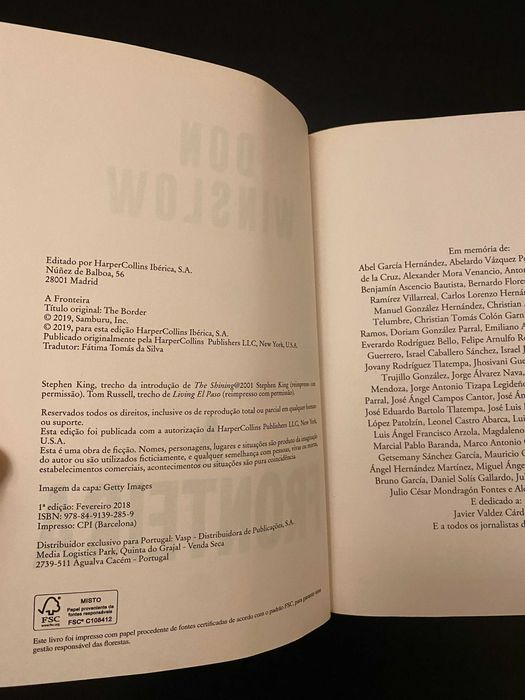 Editado por HarperCollins Ibérica, S.A.
Núñez de Balboa, 56
28001 Madrid
A Fronteira
Título original: The Border
© 2019, Samburu, Inc.
© 2019, para esta edição HarperCollins Ibérica, S.A.
Publicado originalmente pela HarperCollins Publishers LLC, New York, U.S.A.
Tradutor: Fátima Tomás da Silva
Stephen King, trecho da introdução de The Shining@2001 Stephen King (reimpresso com
permissão). Tom Russell, trecho de Living El Paso (reimpresso com permissão).
Reservados todos os direitos, inclusive os de reprodução total ou parcial em qualquer formato
ou suporte.
Esta edição foi publicada com a autorização da HarperCollins Publishers LLC, New York,
U.S.A.
Esta é uma obra de ficção. Nomes, personagens, lugares e situações são produto da imaginação
do autor ou são utilizados ficticiamente, e qualquer semelhança com pessoas, vivas ou mortas,
estabelecimentos comerciais, acontecimentos ou situações são pura coincidência
Imagem da capa: Getty Images
1ª edição: Fevereiro 2018
ISBN: 978-84-9139-285-9
Impresso: CPI (Barcelona)
Distribuidor exclusivo para Portugal: Vasp - Distribuidora de Publicações, S.A.
Media Logistics Park, Quinta do Grajal - Venda Seca
2739-511 Agualva Cacém - Portugal
FSC
www.fsc.org
MISTO
Papel proveniente de
fontes responsáveis
FSC® C108412
Este livro foi impresso com papel procedente de fontes certificadas de acordo com o padrão FSC, para garantir uma
gestão responsável das florestas.
DON
WINSLOW
Em memória de:
Abel García Hernández, Abelardo Vázquez
de la Cruz, Alexander Mora Venancio,
Benjamín Ascencio Bautista, Bernardo
Ramírez Villarreal, Carlos Lorenzo
Manuel González Hernández, Christian
Telumbre, Christian Tomás Colón
Ramos, Doriam González Parral, Emiliano
Everardo Rodríguez Bello, Felipe Arnulfo
Guerrero, Israel Caballero Sánchez, Israel
Jovany Rodríguez Tlatempa, Jhosivani
Trujillo González, Jorge Álvarez Nava,
Mendoza, Jorge Antonio Tizapa
Parral, José Ángel Campos Cantor, José
José Eduardo Bartolo Tlatempa, José Luis
López Patolzín, Leonel Castro Abarca,
Luis Ángel Francisco Arzola, Magdaleno
Marcial Pablo Baranda, Marco Antonio
Getsemany Sánchez García, Mauricio
Ángel Hernández Martínez, Miguel
Bruno García, Daniel Solís Gallardo,
Julio César Mondragón Fontes e
E é dedicado a:
Javier Valdez
E a todos os jornalistas